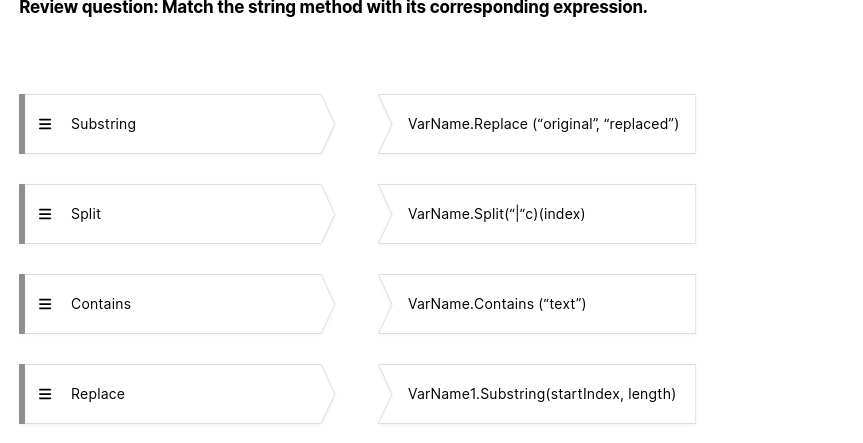 Review question: Match the string method with its corresponding expression.
Substring
VarName.Replace (“original”, “replaced”)
Split
VarName.Split(“|“c)(index)
Contains
VarName.Contains (“text”)
Replace
VarName1.Substring(startIndex, length)